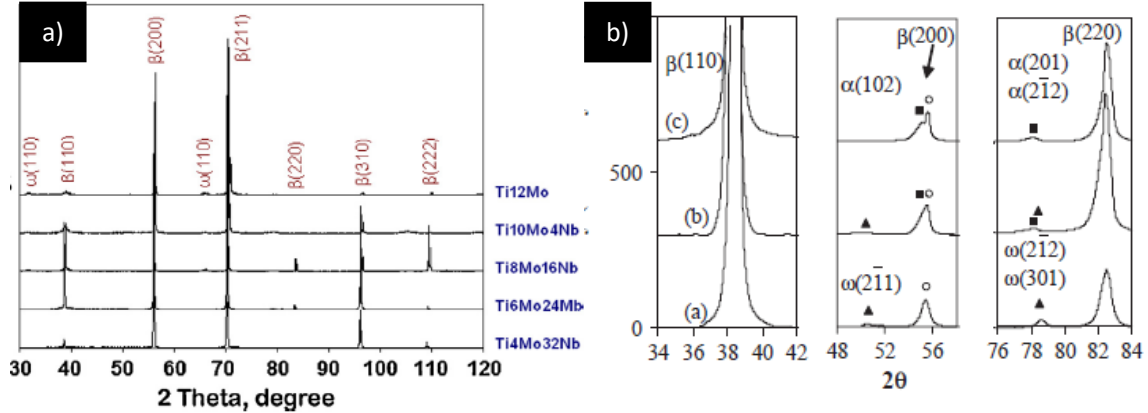 a)
ω(110)
β(110)
β(200)
ω(110)
β(211)
β(220)
β(310)
β(222)
Ti12Mo
Ti10Mo4Nb
Ti8Mo16Nb
Ti6Mo24Mb
Ti4Mo32Nb
30 40 50 60 70 80 90 100 110 120
2 Theta, degree
b)
β(110)
(c)
500
(b)
(a)
0
34 36 38 40 42
β(200)
α(102)
ω(2̄11)
48 52 56
2θ
β(220)
α(201)
α(2̄12)
ω(21̄2)
ω(301)
76 78 80 82 84